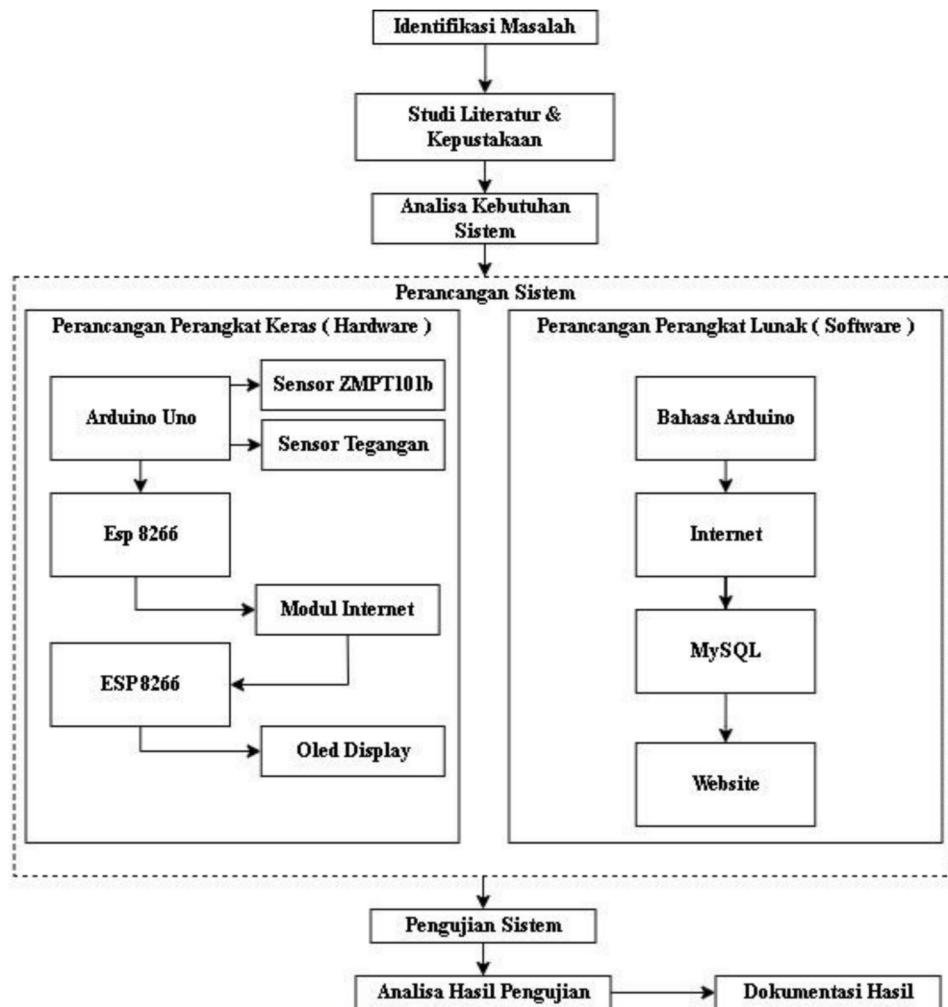 Identifikasi Masalah
Studi Literatur &
Kepustakaan
Analisa Kebutuhan
Sistem
Perancangan Sistem
Perancangan Perangkat Keras ( Hardware )
Arduino Uno
Sensor ZMPT101b
Sensor Tegangan
Esp 8266
Modul Internet
ESP8266
Oled Display
Perancangan Perangkat Lunak ( Software )
Bahasa Arduino
Internet
MySQL
Website
Pengujian Sistem
Analisa Hasil Pengujian
Dokumentasi Hasil